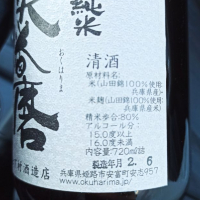 純米
奥播磨
おくはりま
清酒
原材料名:
米(山田錦100%使用
兵庫県産)
米麹(山田錦100%使用
兵庫県産米)
精米歩合:80%
アルコール分:
15.0度以上
16.0度未満
内容量:720ml詰
製造年月 2. 6
村酒造店
兵庫県姫路市安富町安志957
www.okuharima.jp/